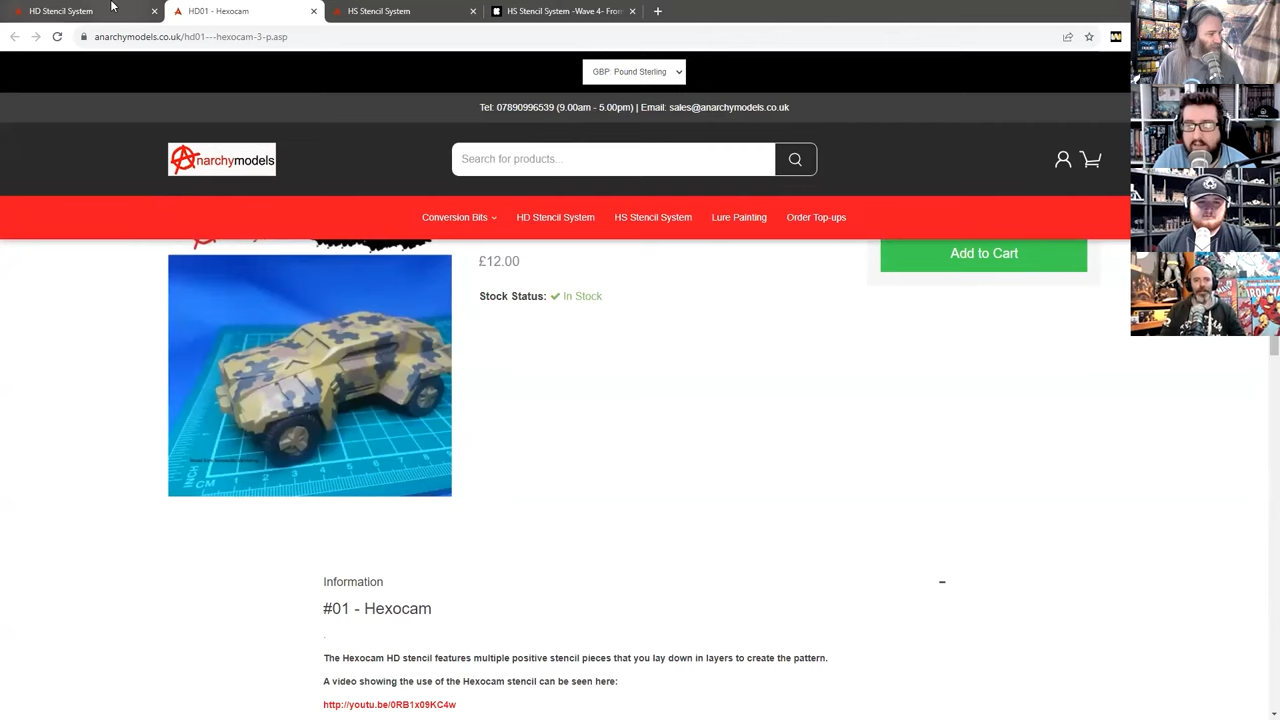 HD Stencil System
HD01 - Hexocam
HS Stencil System
HS Stencil System -Wave 4- From
anarchymodels.co.uk/hd01---hexocam-3-p.asp
GBP: Pound Sterling
Tel: 07890996539 (9.00am - 5.00pm) | Email: sales@anarchymodels.co.uk
Anarchymodels
Search for products...
Conversion Bits
HD Stencil System
HS Stencil System
Lure Painting
Order Top-ups
£12.00
Add to Cart
Stock Status: In Stock
INCH
CM
Information
#01 - Hexocam
.
The Hexocam HD stencil features multiple positive stencil pieces that you lay down in layers to create the pattern.
A video showing the use of the Hexocam stencil can be seen here:
http://youtu.be/0RB1x09KC4w
IRON MAN